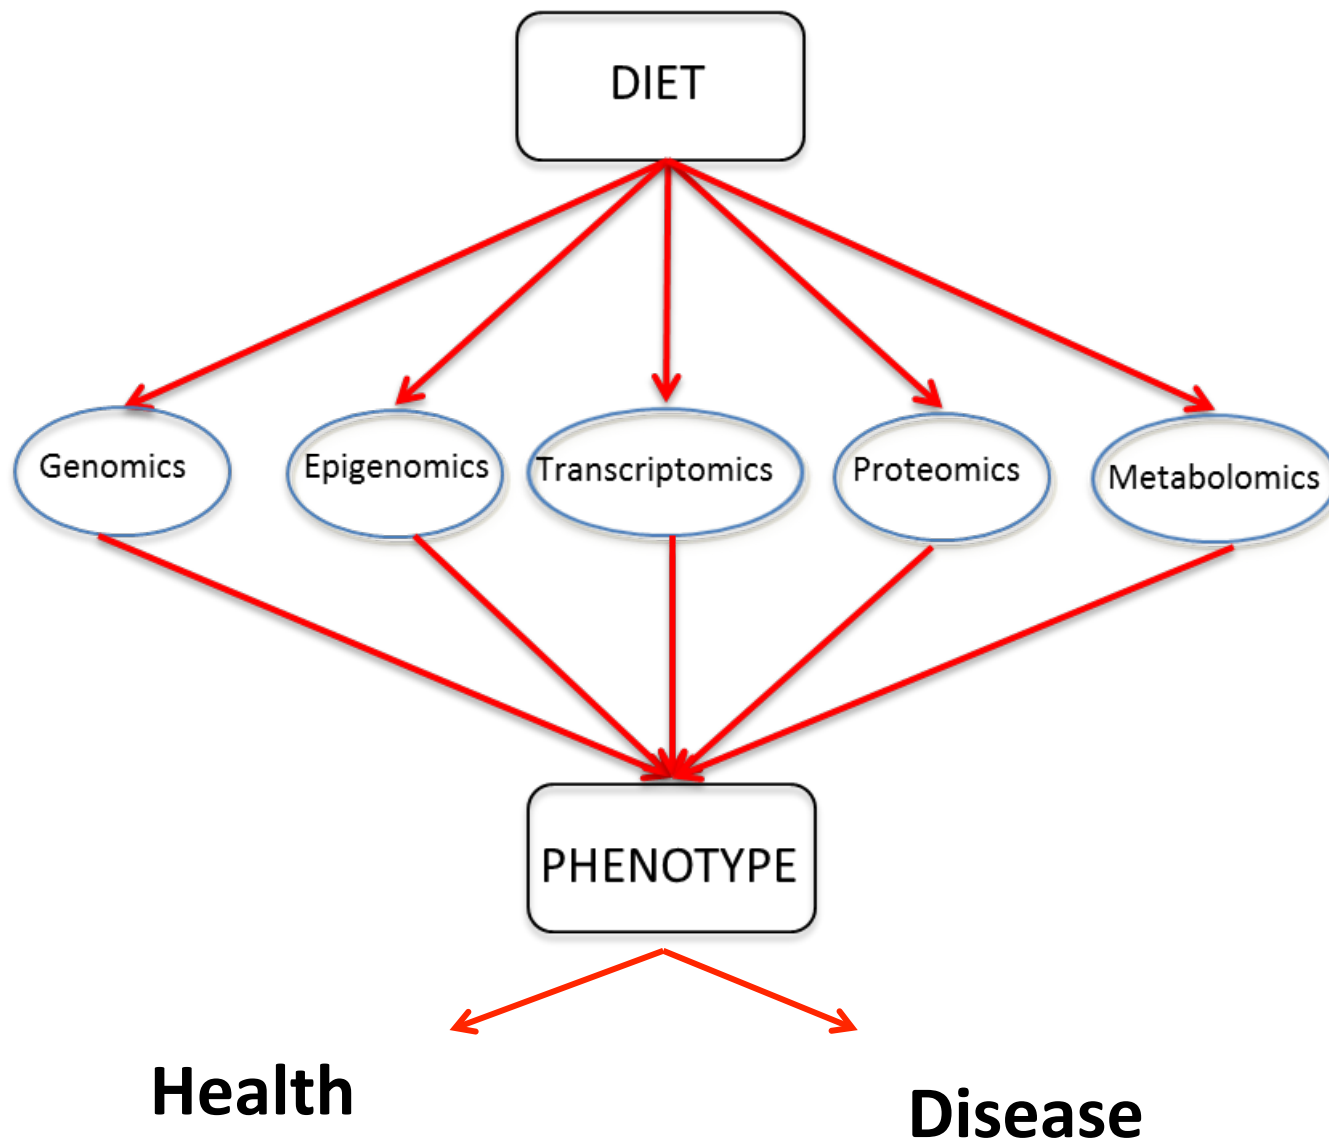 DIET
Genomics
Epigenomics
Transcriptomics
Proteomics
Metabolomics
PHENOTYPE
Health
Disease